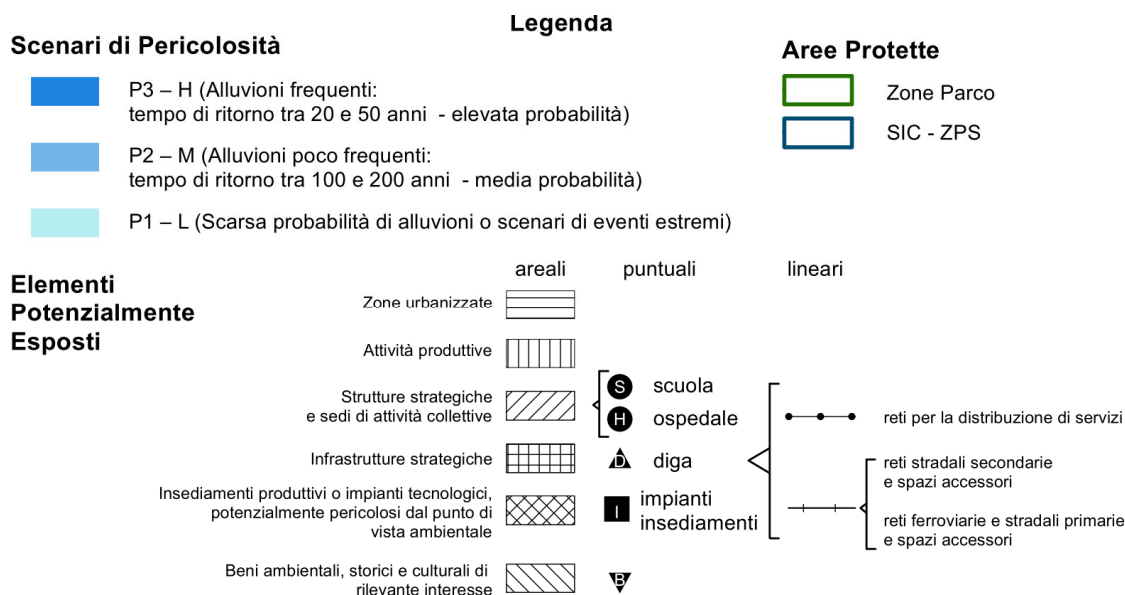 Legenda
Scenari di Pericolosità
P3 – H (Alluvioni frequenti:
tempo di ritorno tra 20 e 50 anni - elevata probabilità)
P2 – M (Alluvioni poco frequenti:
tempo di ritorno tra 100 e 200 anni - media probabilità)
P1 – L (Scarsa probabilità di alluvioni o scenari di eventi estremi)
Aree Protette
Zone Parco
SIC - ZPS
Elementi
Potenzialmente
Esposti
areali
puntuali
lineari
Zone urbanizzate
Attività produttive
Strutture strategiche
e sedi di attività collettive
S scuola
H ospedale
Infrastrutture strategiche
D diga
Insediamenti produttivi o impianti tecnologici,
potenzialmente pericolosi dal punto di
vista ambientale
I impianti
insediamenti
Beni ambientali, storici e culturali di
rilevante interesse
B
reti per la distribuzione di servizi
reti stradali secondarie
e spazi accessori
reti ferroviarie e stradali primarie
e spazi accessori